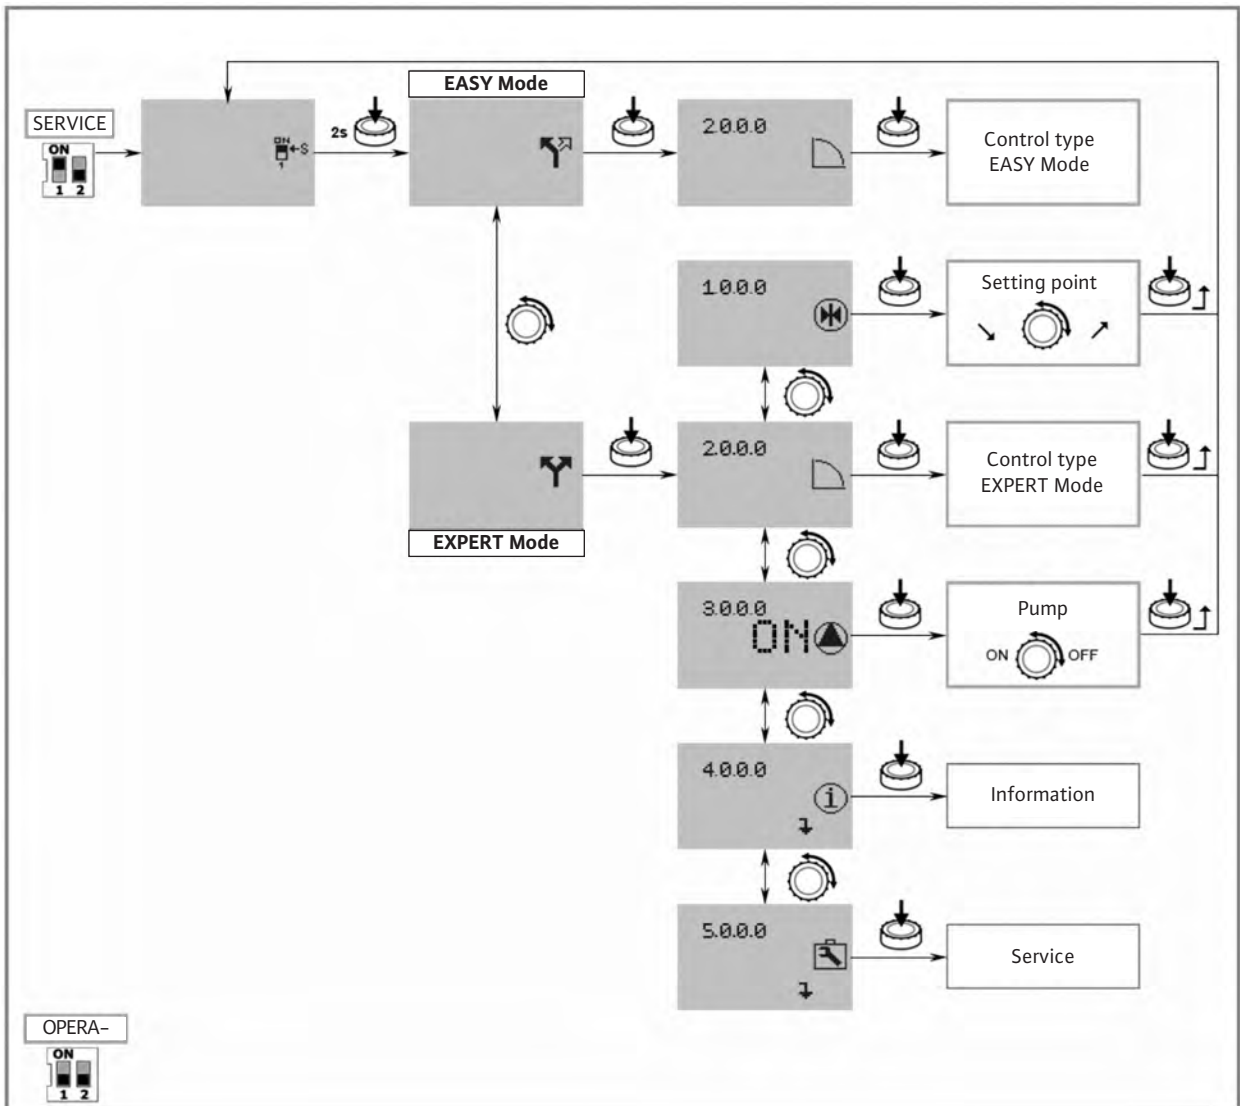 EASY Mode
SERVICE
ON
1 2
ON
←S
1
2s
2.0.0.0
Control type
EASY Mode
1.0.0.0
Setting point
2.0.0.0
Control type
EXPERT Mode
EXPERT Mode
3.0.0.0
ON
Pump
ON OFF
4.0.0.0
i
Information
5.0.0.0
Service
OPERA-
ON
1 2